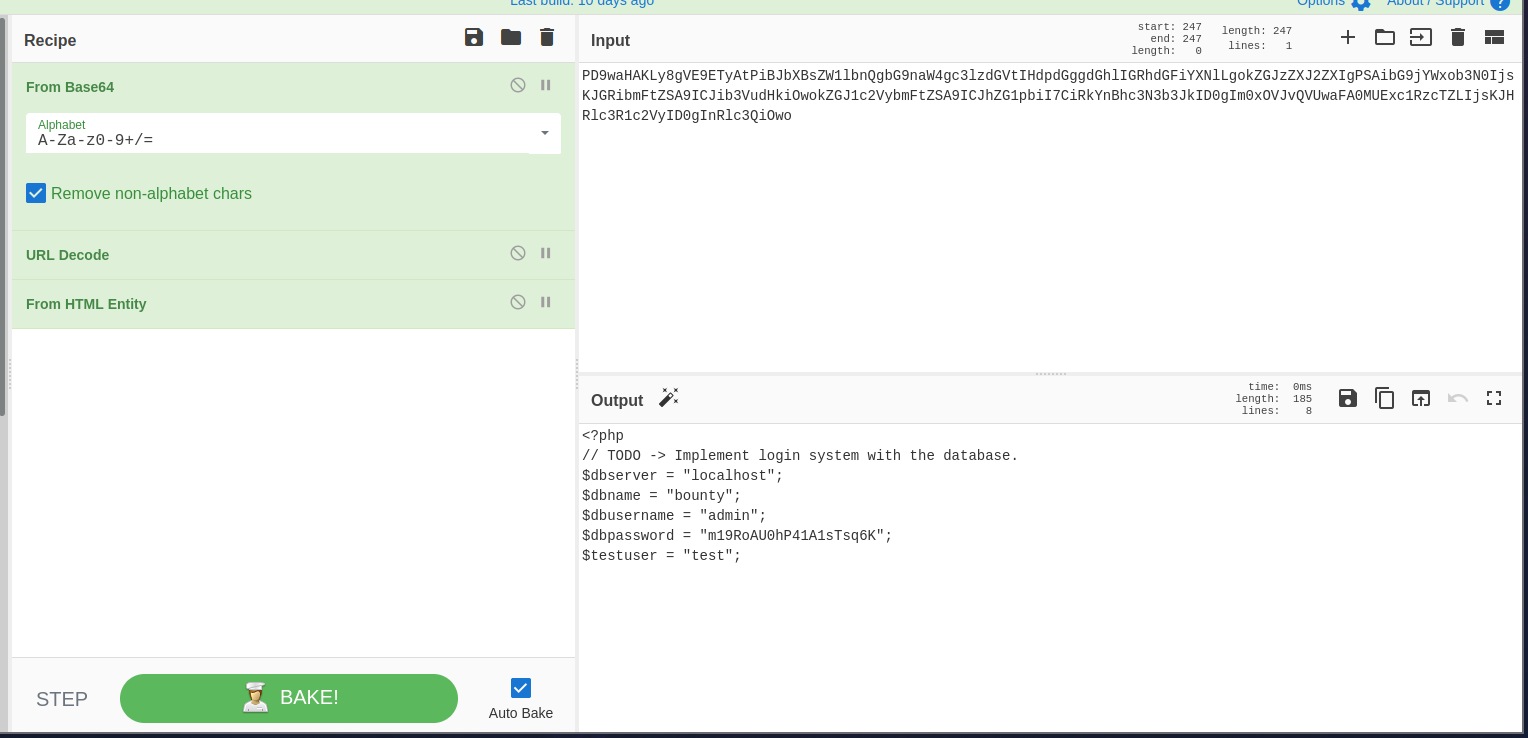 Last build: 10 days ago
Options
About / Support
Recipe
From Base64
Alphabet
A-Za-z0-9+/=
Remove non-alphabet chars
URL Decode
From HTML Entity
STEP
BAKE!
Auto Bake
Input
start: 247
end: 247
length: 0
length: 247
lines: 1
PD9waHAKLy8gVE9ETyAtPiBJbXBsZW1lbnQgbG9naW4gc3lzdGVtIHdpdGggdGhlIGRhdGFiYXNlLgokZGJzZXJ2ZXIgPSAibG9jYWxob3N0Ijs
KJGRibmFtZSA9ICJib3VudHkiOwokZGJ1c2VybmFtZSA9ICJhZG1pbiI7CiRkYnBhc3N3b3JkID0gIm0xOVJvQVUwaFA0MUExc1RzcTZLIjsKJH
Rlc3R1c2VyID0gInRlc3QiOwo
Output
time: 0ms
length: 185
lines: 8
<?php
// TODO -> Implement login system with the database.
$dbserver = "localhost";
$dbname = "bounty";
$dbusername = "admin";
$dbpassword = "m19RoAU0hP41A1sTsq6K";
$testuser = "test";